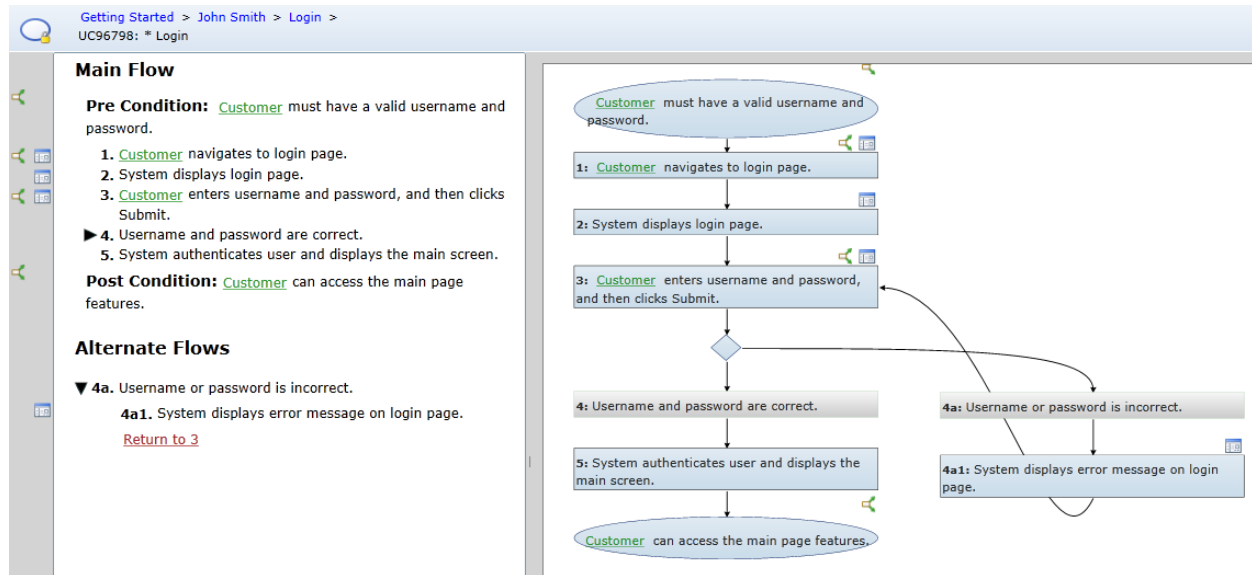 Getting Started > John Smith > Login >
UC96798: * Login
Main Flow
Pre Condition: Customer must have a valid username and
password.
1. Customer navigates to login page.
2. System displays login page.
3. Customer enters username and password, and then clicks
Submit.
4. Username and password are correct.
5. System authenticates user and displays the main screen.
Post Condition: Customer can access the main page
features.
Alternate Flows
4a. Username or password is incorrect.
4a1. System displays error message on login page.
Return to 3
Customer must have a valid username and
password.
1: Customer navigates to login page.
2: System displays login page.
3: Customer enters username and password,
and then clicks Submit.
4: Username and password are correct.
4a: Username or password is incorrect.
5: System authenticates user and displays the
main screen.
4a1: System displays error message on login
page.
Customer can access the main page features.